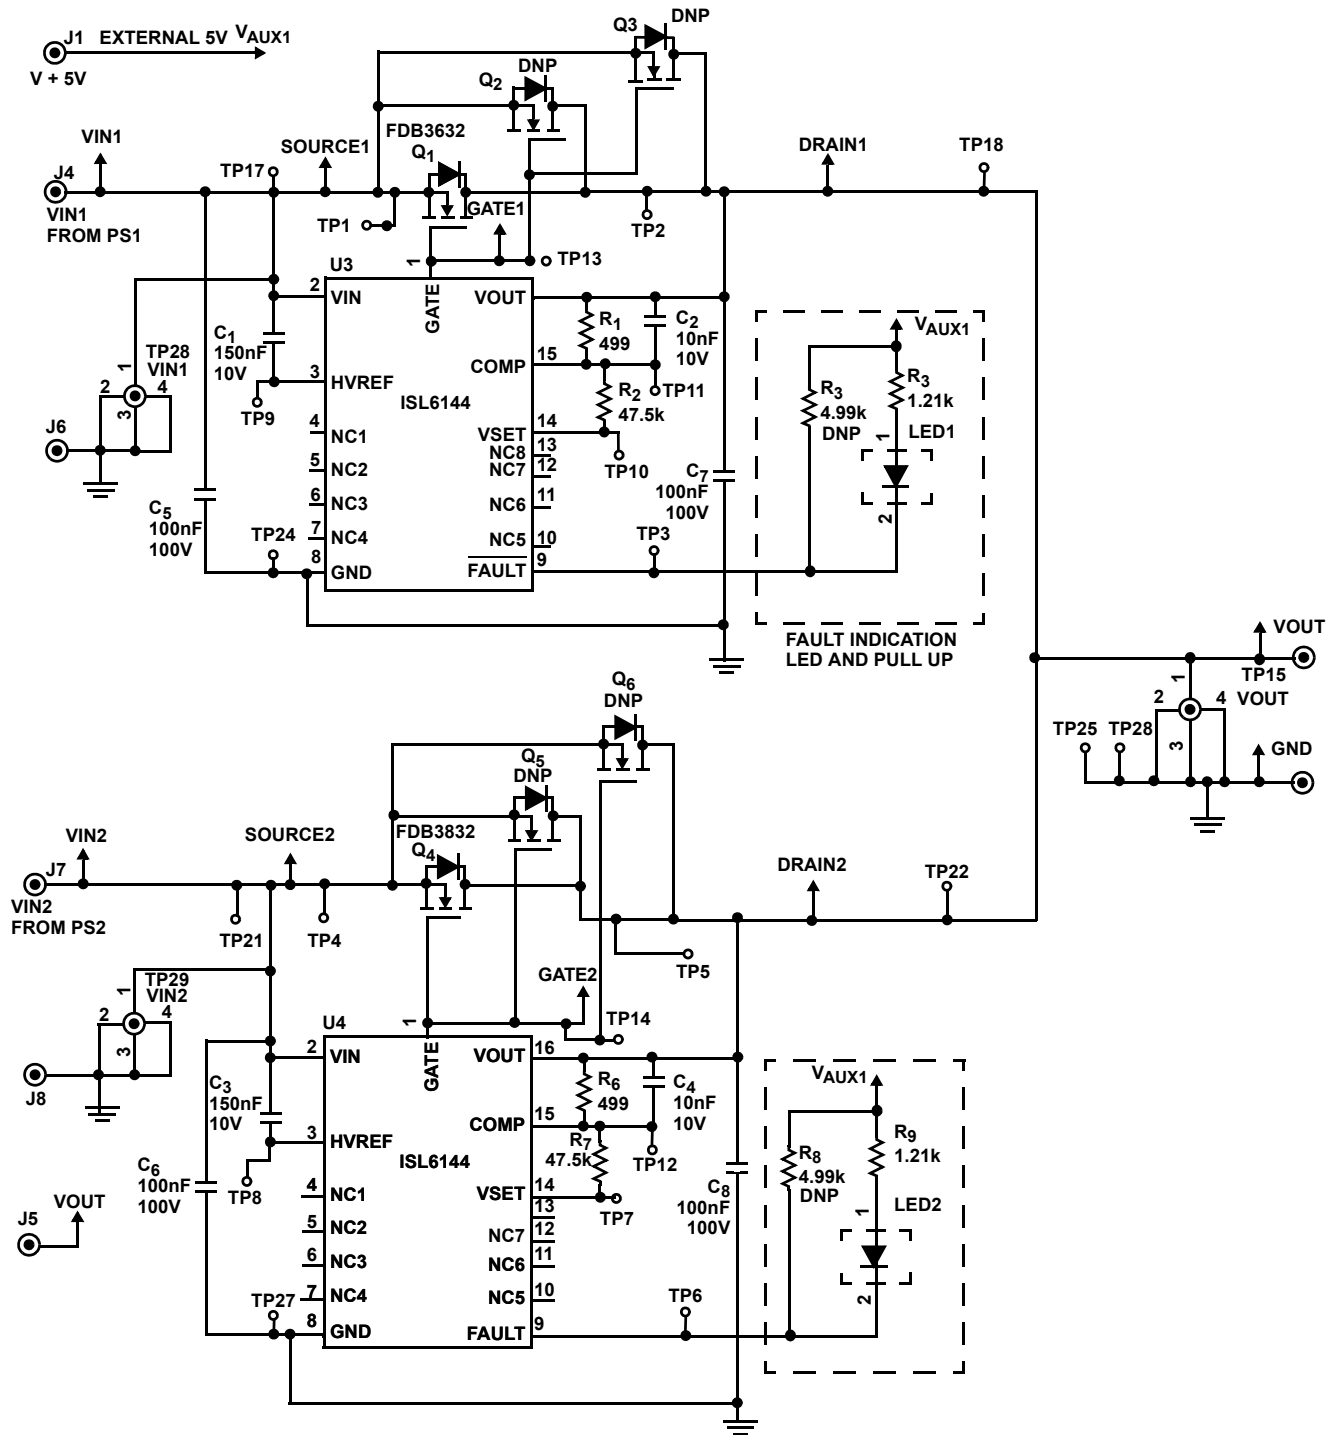 J1 EXTERNAL 5V VAUX1
V + 5V
Q3 DNP
Q2 DNP
FDB3632
Q1
VIN1
J4
VIN1
FROM PS1
TP17
SOURCE1
TP1
GATE1
TP2
DRAIN1
TP18
TP13
U3
1
GATE
2 VIN
VOUT
C1
150nF
10V
R1
499
C2
10nF
10V
15
COMP
3 HVREF
TP9
ISL6144
R2
47.5k
TP11
TP28
VIN1
1
2 4
3
J6
4 NC1
14
VSET
13
NC8
12
NC7
TP10
5 NC2
6 NC3
11
NC6
7 NC4
10
NC5
8 GND
9
FAULT
C5
100nF
100V
TP24
C7
100nF
100V
TP3
VAUX1
R3
4.99k
DNP
R3
1.21k
1
LED1
2
FAULT INDICATION
LED AND PULL UP
VOUT
TP15
VOUT
1
2 4
3
TP25 TP28
GND
Q6
DNP
Q5
DNP
FDB3832
Q4
VIN2
J7
VIN2
FROM PS2
SOURCE2
TP21
TP4
DRAIN2
TP22
TP5
GATE2
TP14
TP29
VIN2
1
2 4
3
J8
U4
1
GATE
2 VIN
16
VOUT
C3
150nF
10V
R6
499
C4
10nF
10V
15
COMP
3 HVREF
TP8
ISL6144
R7
47.5k
TP12
C6
100nF
100V
4 NC1
14
VSET
13
TP7
5 NC2
12
NC7
6 NC3
11
NC6
7 NC4
10
NC5
8 GND
9
FAULT
TP27
TP6
C8
100nF
100V
VAUX1
R8
4.99k
DNP
R9
1.21k
1
LED2
2
J5
VOUT